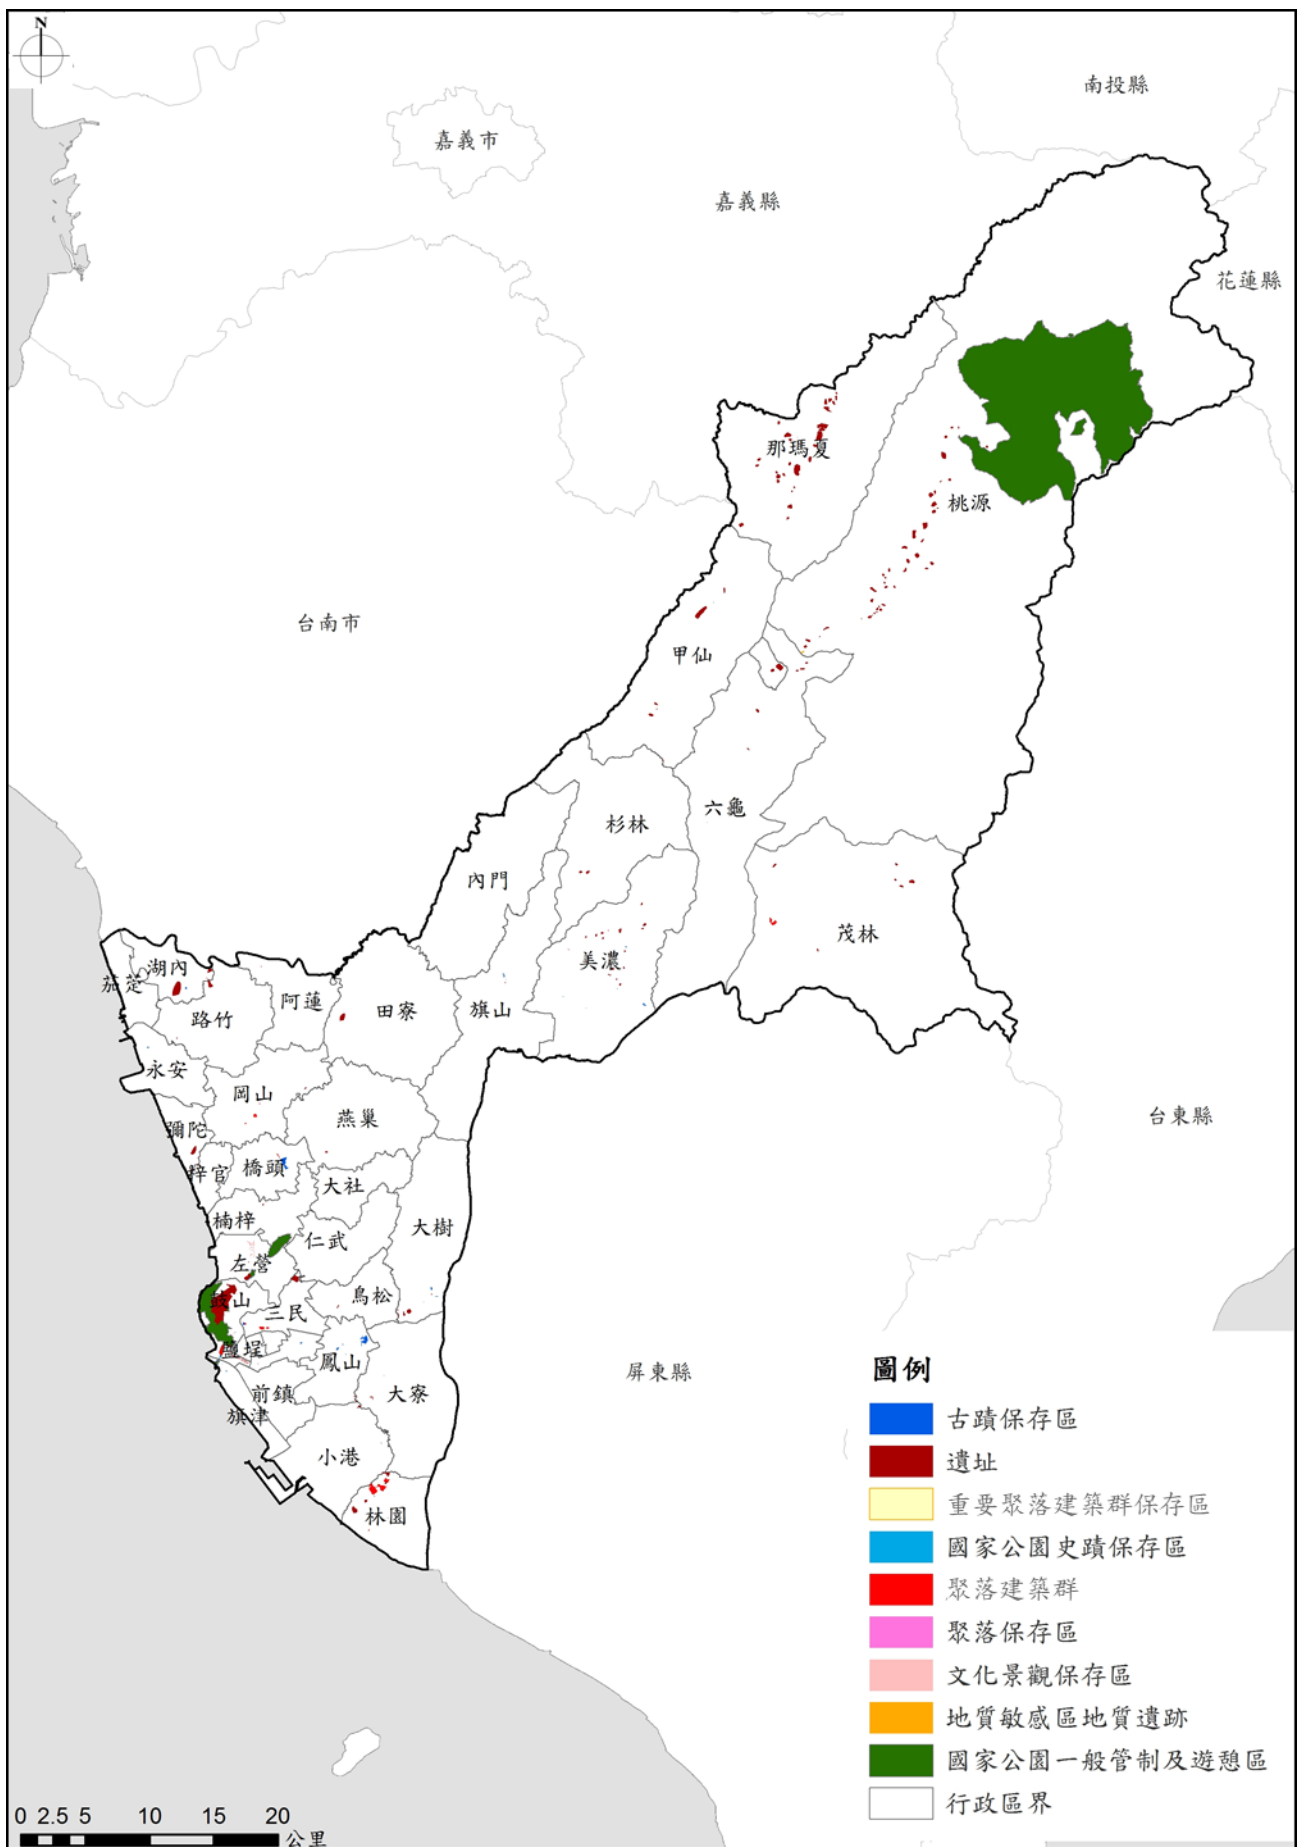 N
南投縣
嘉義市
嘉義縣
花蓮縣
那瑪夏
桃源
台南市
甲仙
六龜
杉林
內門
茂林
美濃
湖內
茄萣
阿蓮
田寮
旗山
路竹
永安
岡山
燕巢
台東縣
彌陀
梓官
橋頭
大社
楠梓
大樹
仁武
左營
鼓山
鳥松
三民
鹽埕
鳳山
屏東縣
前鎮
大寮
旗津
小港
林園
圖例
古蹟保存區
遺址
重要聚落建築群保存區
國家公園史蹟保存區
聚落建築群
聚落保存區
文化景觀保存區
地質敏感區地質遺跡
國家公園一般管制及遊憩區
行政區界
0 2.5 5 10 15 20
公里